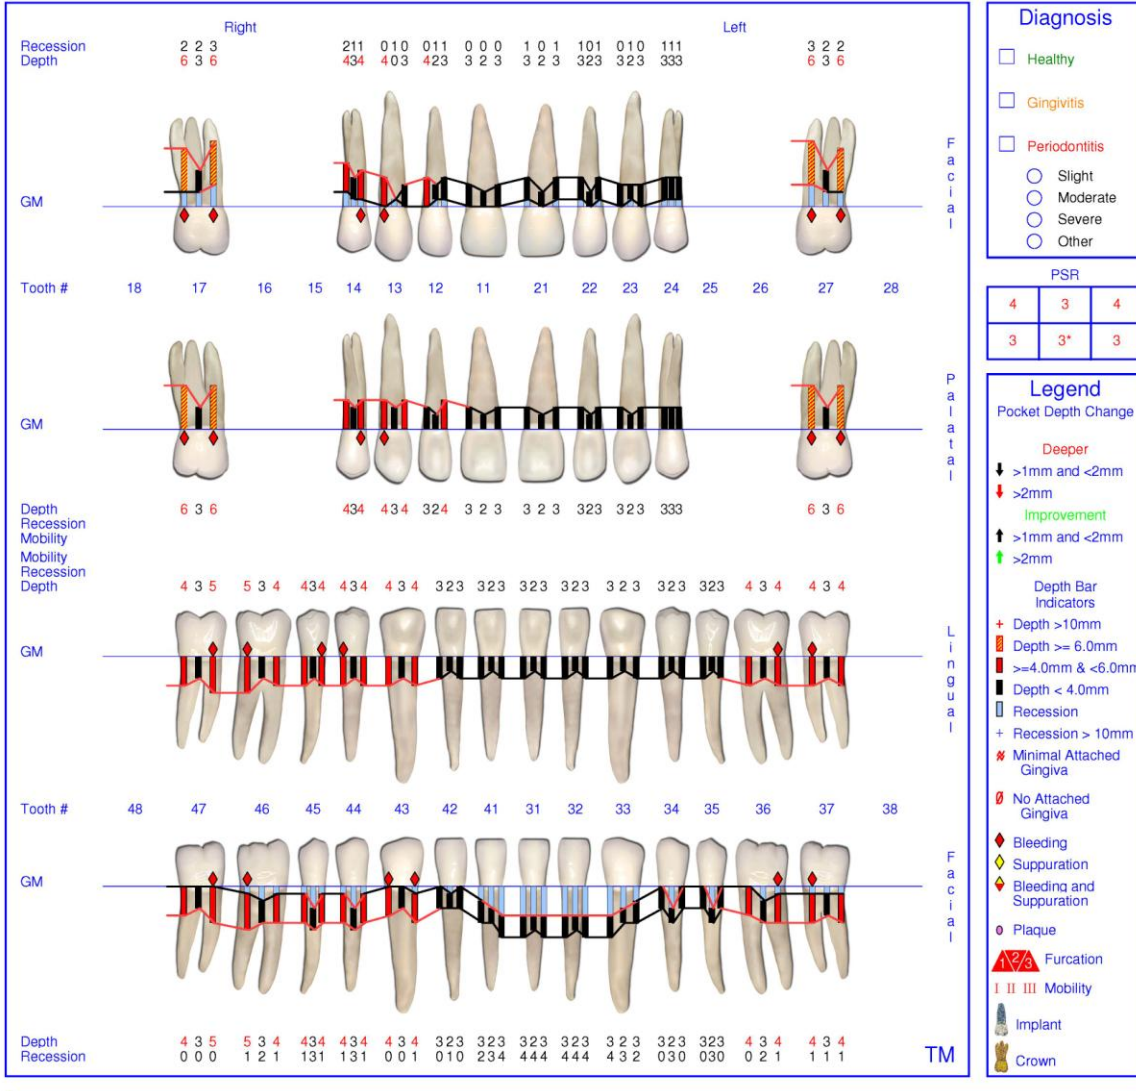 Right Left
Recession 2 2 3 211 010 011 0 0 0 1 0 1 101 010 111 3 2 2
Depth 6 3 6 434 403 423 3 2 3 3 2 3 323 323 333 6 3 6
Facial
GM
Tooth # 18 17 16 15 14 13 12 11 21 22 23 24 25 26 27 28
Palatal
GM
Depth 6 3 6 434 434 324 3 2 3 3 2 3 323 323 333 6 3 6
Recession
Mobility
Mobility
Recession
Depth 4 3 5 5 3 4 434 434 4 3 4 323 323 323 323 3 2 3 323 323 4 3 4 4 3 4
Lingual
GM
Tooth # 48 47 46 45 44 43 42 41 31 32 33 34 35 36 37 38
Facial
GM
Depth 4 3 5 5 3 4 434 434 4 3 4 323 323 323 323 323 323 323 4 3 4 4 3 4
Recession 0 0 0 1 2 1 131 131 0 0 1 010 234 444 444 4 3 2 030 030 0 2 1 1 1 1
TM
Diagnosis
Healthy
Gingivitis
Periodontitis
Slight
Moderate
Severe
Other
PSR
4 3 4
3 3* 3
Legend
Pocket Depth Change
Deeper
>1mm and <2mm
>2mm
Improvement
>1mm and <2mm
>2mm
Depth Bar
Indicators
+ Depth >10mm
Depth >= 6.0mm
>=4.0mm & <6.0mm
Depth < 4.0mm
Recession
+ Recession > 10mm
Minimal Attached
Gingiva
No Attached
Gingiva
Bleeding
Suppuration
Bleeding and
Suppuration
Plaque
1 2 3 Furcation
I II III Mobility
Implant
Crown